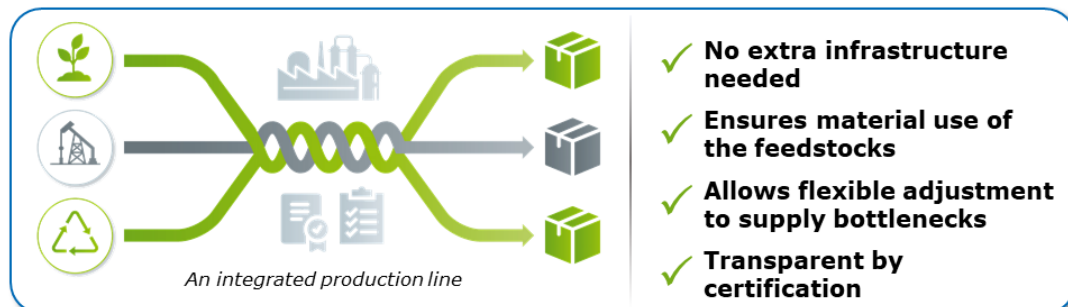 An integrated production line
No extra infrastructure
needed
Ensures material use of
the feedstocks
Allows flexible adjustment
to supply bottlenecks
Transparent by
certification